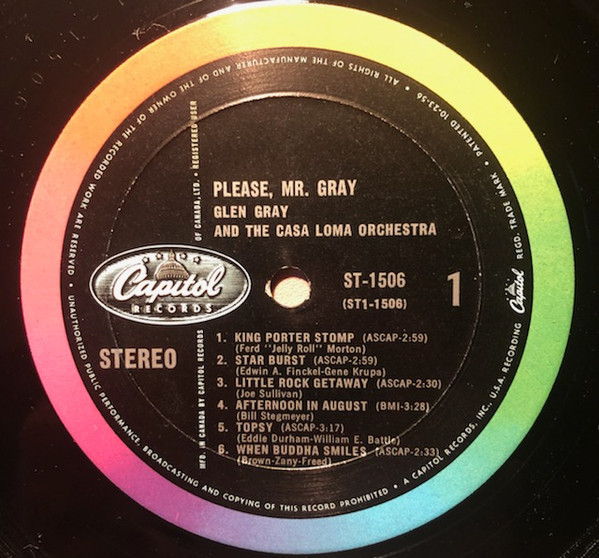 PLEASE, MR. GRAY
GLEN GRAY
AND THE CASA LOMA ORCHESTRA
Capitol
RECORDS
ST-1506
(ST1-1506)
1
STEREO
1. KING PORTER STOMP (ASCAP-2:59)
(Ferd "Jelly Roll" Morton)
2. STAR BURST (ASCAP-2:59)
(Edwin A. Finckel-Gene Krupa)
3. LITTLE ROCK GETAWAY (ASCAP-2:30)
(Joe Sullivan)
4. AFTERNOON IN AUGUST (BMI-3:28)
(Bill Stegmeyer)
5. TOPSY (ASCAP-3:17)
(Eddie Durham-William E. Battle)
6. WHEN BUDDHA SMILES (ASCAP-2:33)
(Brown-Zany-Freed)
MFD. IN CANADA BY CAPITOL RECORDS OF CANADA, LTD. • REGISTERED USER
• ALL RIGHTS OF THE MANUFACTURER AND OF THE OWNER OF THE RECORDED WORK ARE RESERVED • UNAUTHORIZED PUBLIC PERFORMANCE, BROADCASTING AND COPYING OF THIS RECORD PROHIBITED • A CAPITOL RECORDS, INC., U.S.A. RECORDING Capitol REGD. TRADE MARK • PATENTED 10-23-56